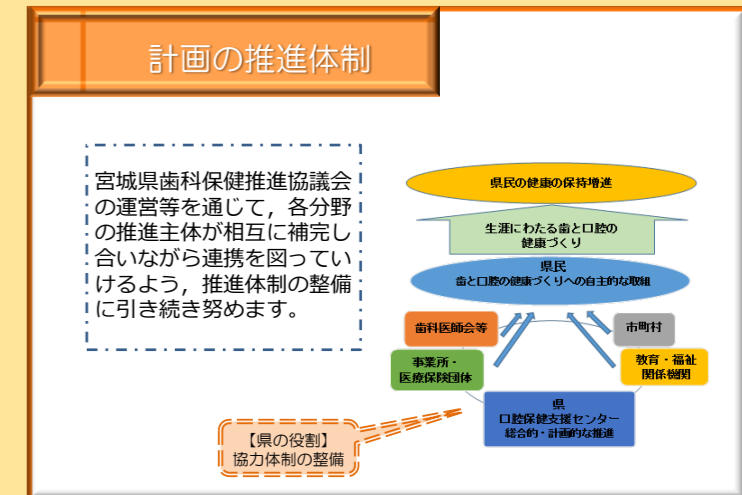 計画の推進体制
宮城県歯科保健推進協議会
の運営等を通じて，各分野
の推進主体が相互に補完し
合いながら連携を図ってい
けるよう，推進体制の整備
に引き続き努めます。
県民の健康の保持増進
生涯にわたる歯と口腔の
健康づくり
県民
歯と口腔の健康づくりへの自主的な取組
歯科医師会等
市町村
事業所・
医療保険団体
教育・福祉
関係機関
県
口腔保健支援センター
総合的・計画的な推進
【県の役割】
協力体制の整備